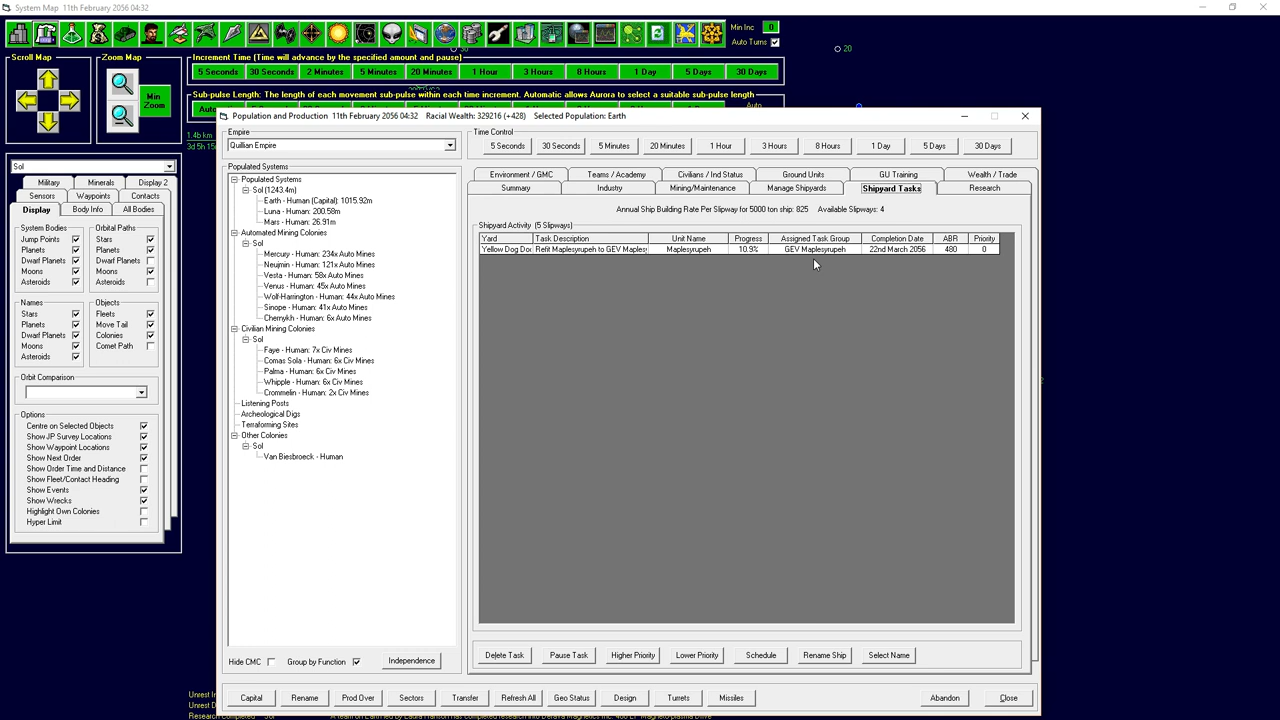 System Map 11th February 2056 04:32
Min Inc 0
Auto Turns
30
20
Scroll Map
Zoom Map
Min Zoom
Increment Time (Time will advance by the specified amount and pause)
5 Seconds 30 Seconds 2 Minutes 5 Minutes 20 Minutes 1 Hour 3 Hours 8 Hours 1 Day 5 Days 30 Days
Sub-pulse Length: The length of each movement sub-pulse within each time increment. Automatic allows Aurora to select a suitable sub-pulse length
Auto
1.4b km
Sol
Military Minerals Display 2
Sensors Waypoints Contacts
Display Body Info All Bodies
System Bodies
Jump Points
Planets
Dwarf Planets
Moons
Asteroids
Orbital Paths
Stars
Planets
Dwarf Planets
Moons
Asteroids
Names
Stars
Planets
Dwarf Planets
Moons
Asteroids
Objects
Fleets
Move Tail
Colonies
Comet Path
Orbit Comparison
Options
Centre on Selected Objects
Show JP Survey Locations
Show Waypoint Locations
Show Next Order
Show Order Time and Distance
Show Fleet/Contact Heading
Show Events
Show Wrecks
Highlight Own Colonies
Hyper Limit
Population and Production 11th February 2056 04:32 Racial Wealth: 329216 (+428) Selected Population: Earth
Empire
Quillian Empire
Time Control
5 Seconds 30 Seconds 5 Minutes 20 Minutes 1 Hour 3 Hours 8 Hours 1 Day 5 Days 30 Days
Populated Systems
Populated Systems
Sol (1243.4m)
Earth - Human (Capital): 1015.92m
Luna - Human: 200.58m
Mars - Human: 26.91m
Automated Mining Colonies
Sol
Mercury - Human: 234x Auto Mines
Neujmin - Human: 121x Auto Mines
Vesta - Human: 58x Auto Mines
Venus - Human: 45x Auto Mines
Wolf-Harrington - Human: 44x Auto Mines
Sinope - Human: 41x Auto Mines
Chernykh - Human: 6x Auto Mines
Civilian Mining Colonies
Sol
Faye - Human: 7x Civ Mines
Comas Sola - Human: 6x Civ Mines
Palma - Human: 6x Civ Mines
Whipple - Human: 6x Civ Mines
Crommelin - Human: 2x Civ Mines
Listening Posts
Archeological Digs
Terraforming Sites
Other Colonies
Sol
Van Biesbroeck - Human
Hide CMC Group by Function Independence
Environment / GMC Teams / Academy Civilians / Ind Status Ground Units GU Training Wealth / Trade
Summary Industry Mining/Maintenance Manage Shipyards Shipyard Tasks Research
Annual Ship Building Rate Per Slipway for 5000 ton ship: 825 Available Slipways: 4
Shipyard Activity (5 Slipways)
Yard Task Description Unit Name Progress Assigned Task Group Completion Date ABR Priority
Yellow Dog Doc Refit Maplesyrupeh to GEV Maples Maplesyrupeh 10.9% GEV Maplesyrupeh 22nd March 2056 480 0
Delete Task Pause Task Higher Priority Lower Priority Schedule Rename Ship Select Name
Capital Rename Prod Over Sectors Transfer Refresh All Geo Status Design Turrets Missiles Abandon Close
Unrest In
Unrest D